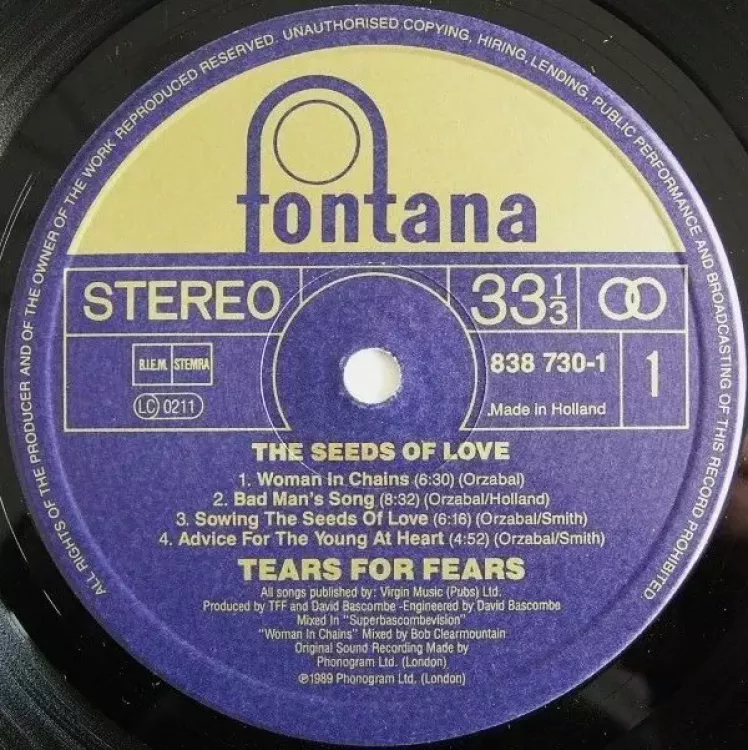 ALL RIGHTS OF THE PRODUCER AND OF THE OWNER OF THE WORK REPRODUCED RESERVED. UNAUTHORISED COPYING, HIRING, LENDING, PUBLIC PERFORMANCE AND BROADCASTING OF THIS RECORD PROHIBITED
fontana
STEREO
33 1/3
B.I.E.M. STEMRA
838 730-1
1
LC 0211
.Made in Holland
THE SEEDS OF LOVE
1. Woman In Chains (6:30) (Orzabal)
2. Bad Man's Song (8:32) (Orzabal/Holland)
3. Sowing The Seeds Of Love (6:16) (Orzabal/Smith)
4. Advice For The Young At Heart (4:52) (Orzabal/Smith)
TEARS FOR FEARS
All songs published by: Virgin Music (Pubs) Ltd.
Produced by TFF and David Bascombe -Engineered by David Bascombe
Mixed In "Superbascombevision"
"Woman In Chains" Mixed by Bob Clearmountain
Original Sound Recording Made by
Phonogram Ltd. (London)
℗1989 Phonogram Ltd. (London)